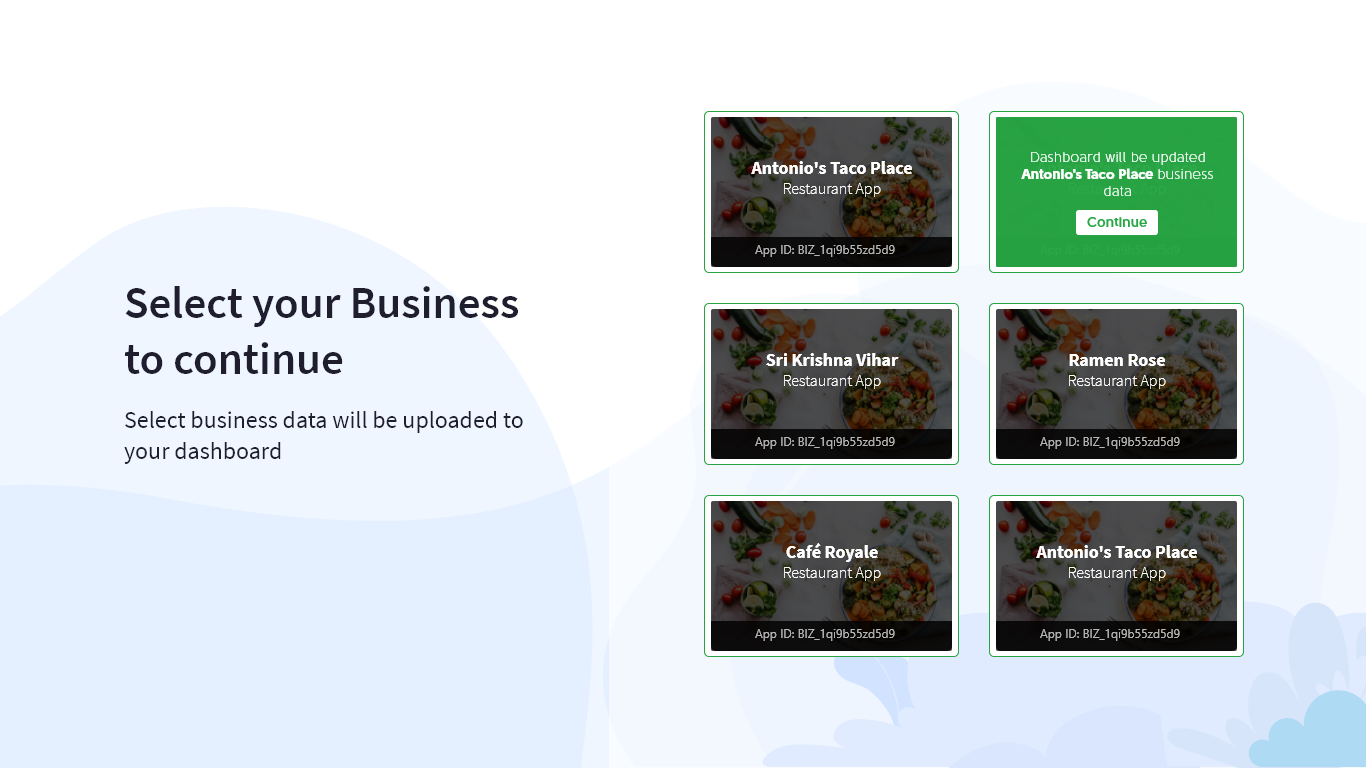 Select your Business
to continue
Select business data will be uploaded to
your dashboard
Antonio's Taco Place
Restaurant App
App ID: BIZ_1qi9b55zd5d9
Dashboard will be updated
Antonio's Taco Place business
data
Continue
App ID: BIZ_1qi9b55zd5d9
Sri Krishna Vihar
Restaurant App
App ID: BIZ_1qi9b55zd5d9
Ramen Rose
Restaurant App
App ID: BIZ_1qi9b55zd5d9
Café Royale
Restaurant App
App ID: BIZ_1qi9b55zd5d9
Antonio's Taco Place
Restaurant App
App ID: BIZ_1qi9b55zd5d9